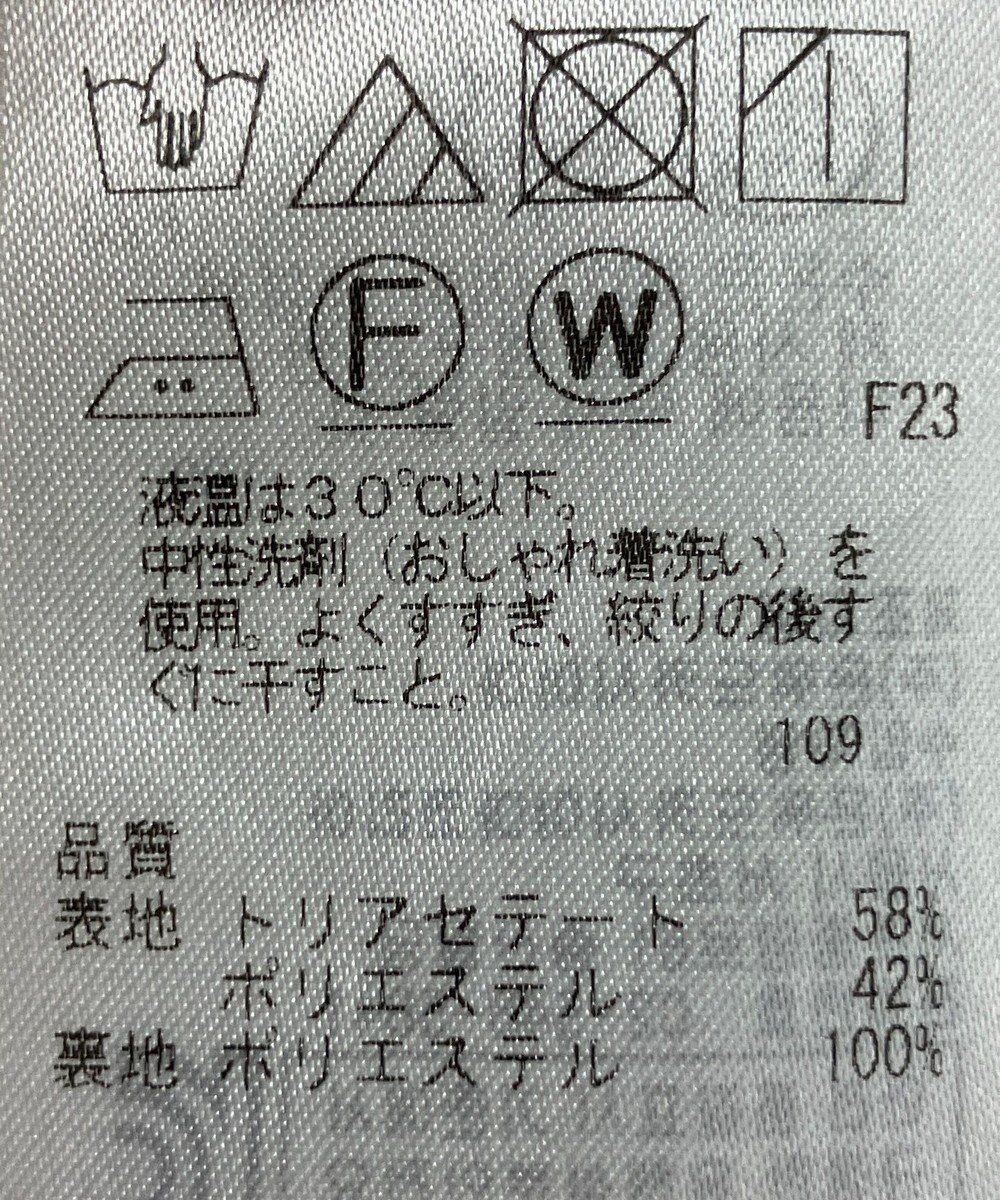 F W
F23
液温は30℃以下。
中性洗剤（おしゃれ着洗い）を
使用。よくすすぎ、絞りの後す
ぐに干すこと。
109
品質
表地 トリアセテート 58%
ポリエステル 42%
裏地 ポリエステル 100%